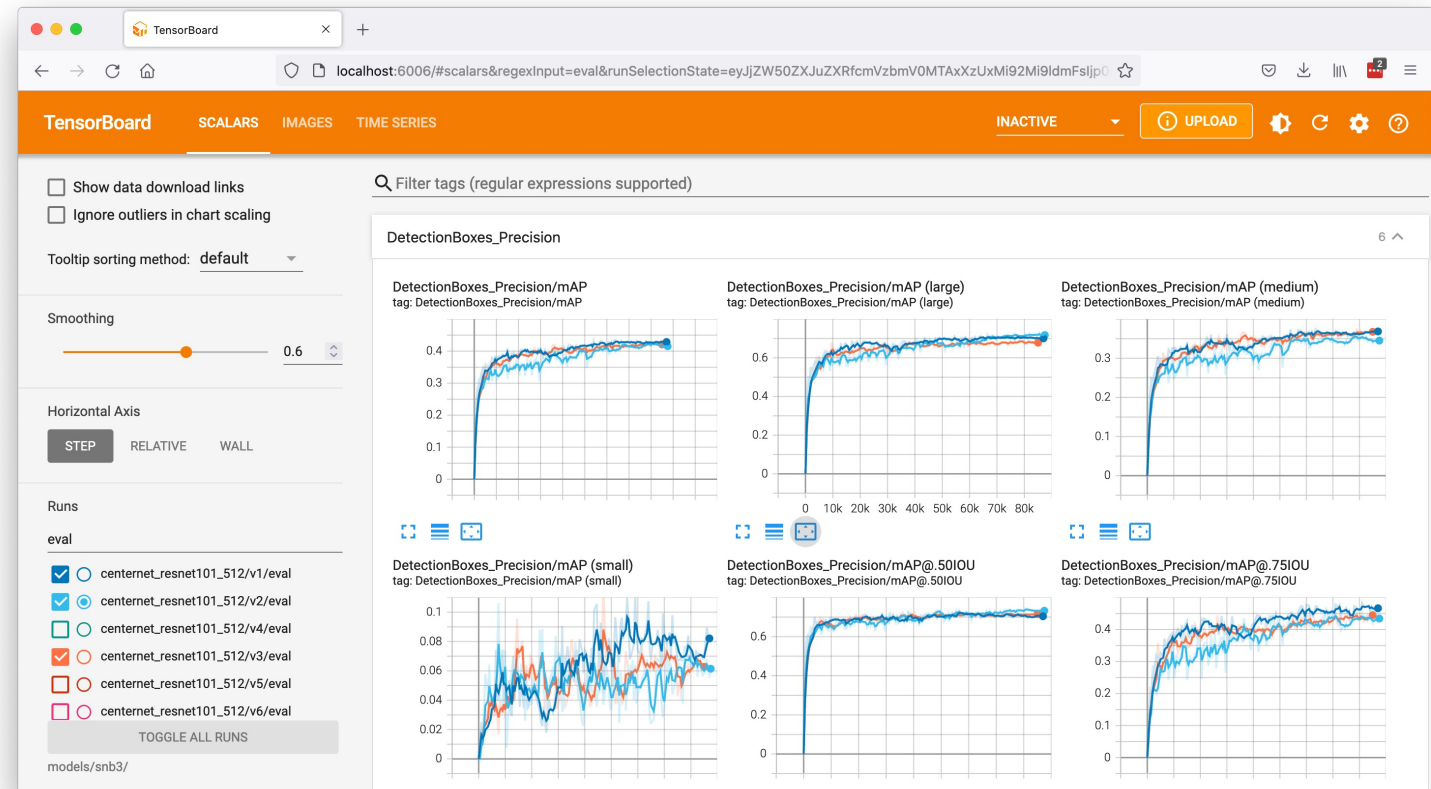 TensorBoard
localhost:6006/#scalars&regexInput=eval&runSelectionState=
2
TensorBoard
SCALARS IMAGES TIME SERIES
INACTIVE
UPLOAD
Show data download links
Ignore outliers in chart scaling
Tooltip sorting method: default
Smoothing
0.6
Horizontal Axis
STEP RELATIVE WALL
Runs
eval
centernet_resnet101_512/v1/eval
centernet_resnet101_512/v2/eval
centernet_resnet101_512/v4/eval
centernet_resnet101_512/v3/eval
centernet_resnet101_512/v5/eval
centernet_resnet101_512/v6/eval
TOGGLE ALL RUNS
models/snb3/
Filter tags (regular expressions supported)
DetectionBoxes_Precision
6
DetectionBoxes_Precision/mAP
tag: DetectionBoxes_Precision/mAP
0.4
0.3
0.2
0.1
0
DetectionBoxes_Precision/mAP (large)
tag: DetectionBoxes_Precision/mAP (large)
0.6
0.4
0.2
0
0 10k 20k 30k 40k 50k 60k 70k 80k
DetectionBoxes_Precision/mAP (medium)
tag: DetectionBoxes_Precision/mAP (medium)
0.3
0.2
0.1
0
DetectionBoxes_Precision/mAP (small)
tag: DetectionBoxes_Precision/mAP (small)
0.1
0.08
0.06
0.04
0.02
0
DetectionBoxes_Precision/mAP@.50IOU
tag: DetectionBoxes_Precision/mAP@.50IOU
0.6
0.4
0.2
0
DetectionBoxes_Precision/mAP@.75IOU
tag: DetectionBoxes_Precision/mAP@.75IOU
0.4
0.3
0.2
0.1
0